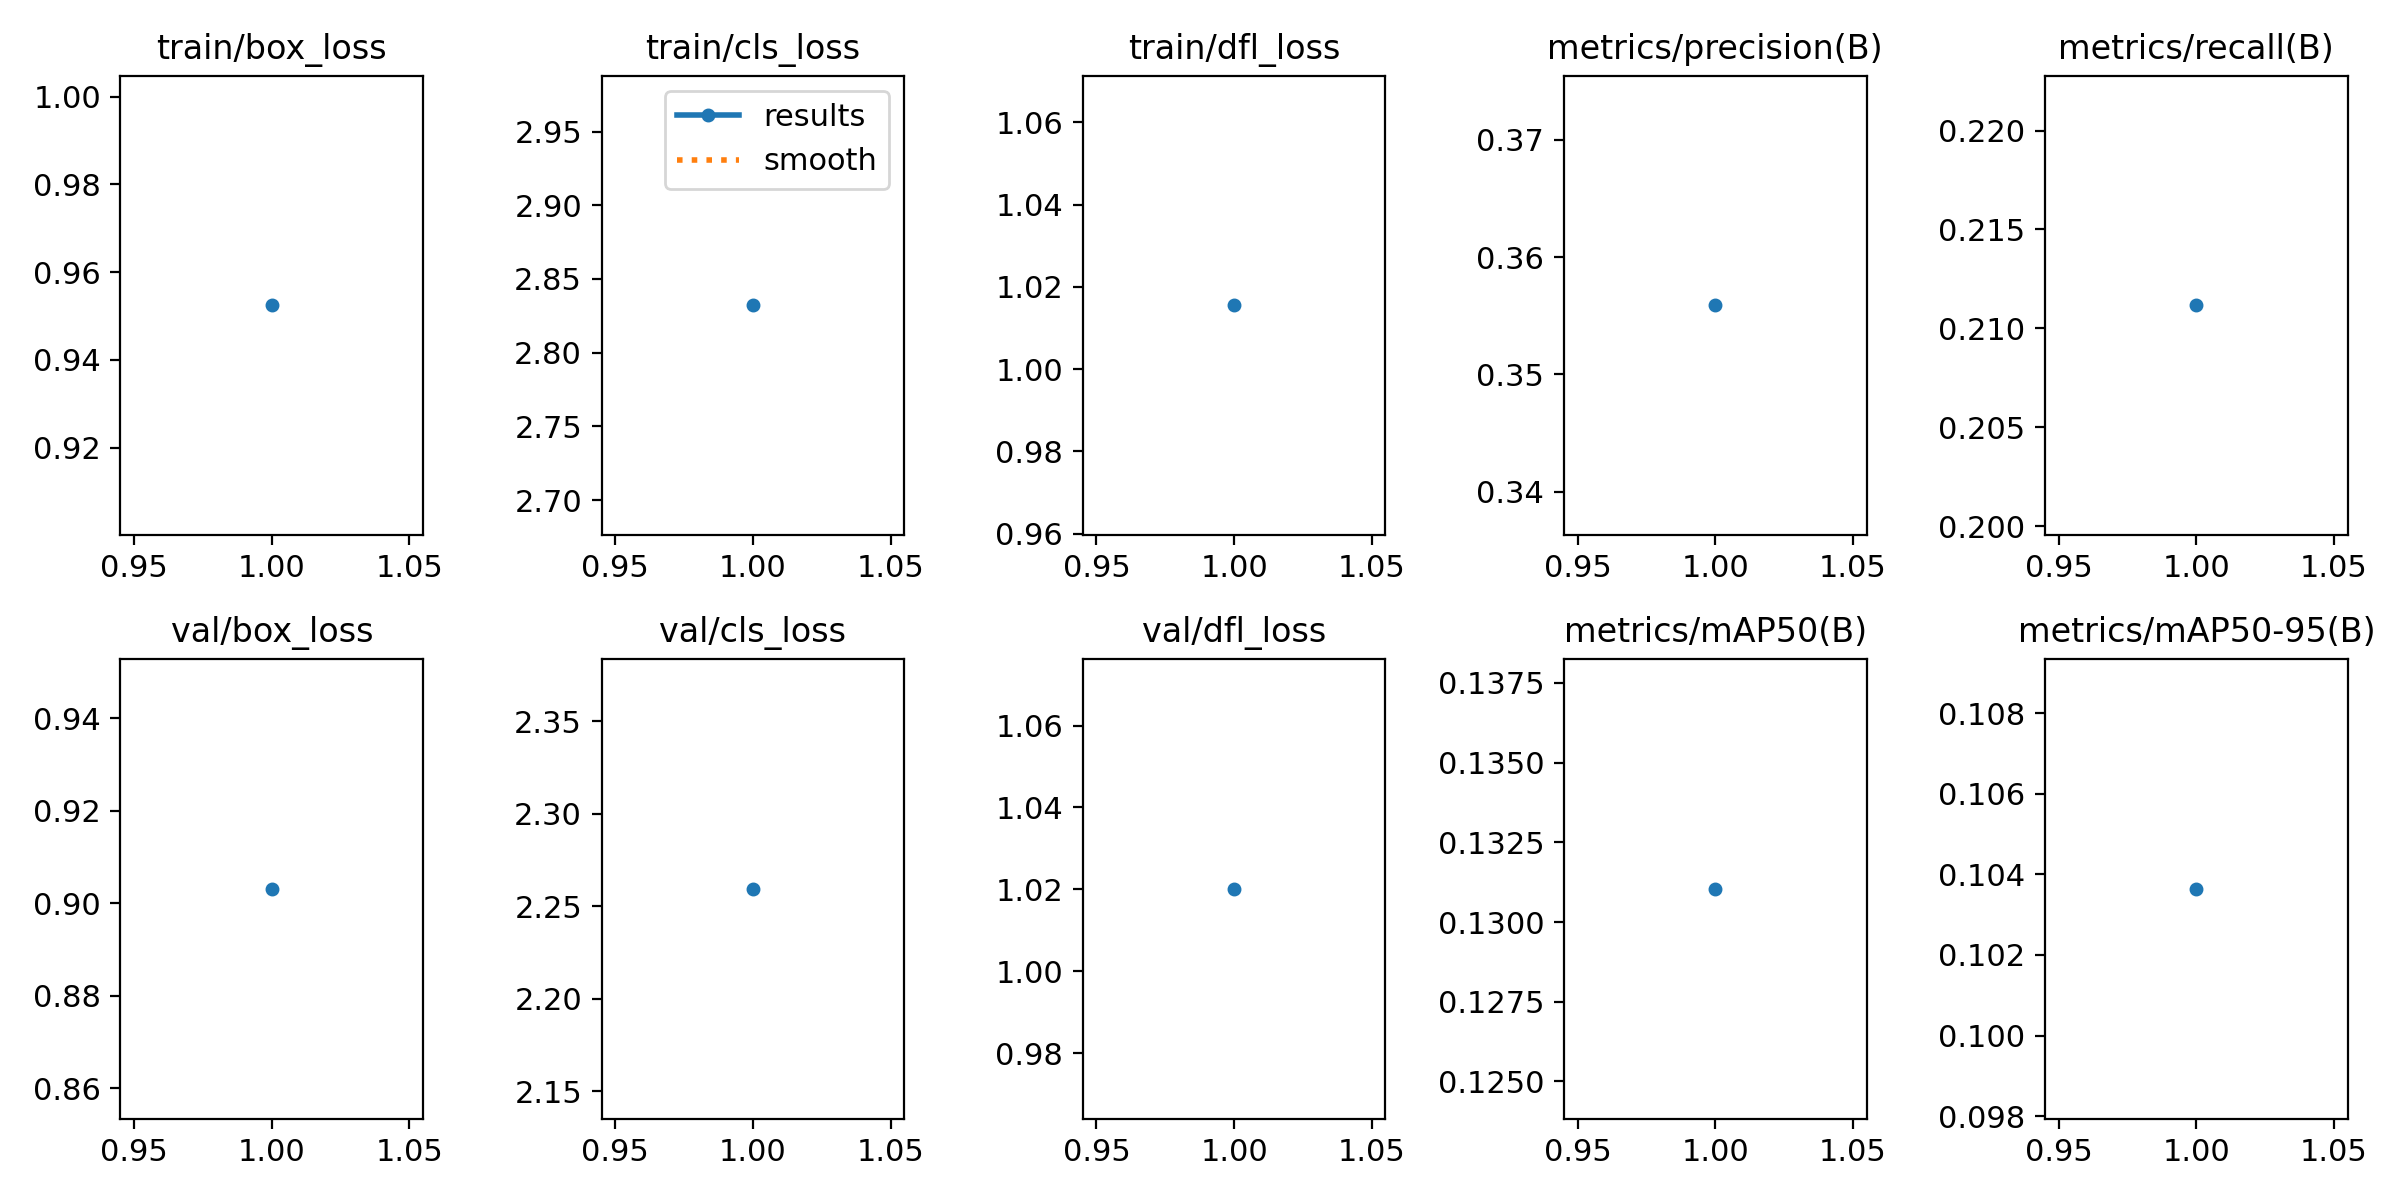 train/box_loss
1.00
0.98
0.96
0.94
0.92
0.95 1.00 1.05
train/cls_loss
results
smooth
2.95
2.90
2.85
2.80
2.75
2.70
0.95 1.00 1.05
train/dfl_loss
1.06
1.04
1.02
1.00
0.98
0.96
0.95 1.00 1.05
metrics/precision(B)
0.37
0.36
0.35
0.34
0.95 1.00 1.05
metrics/recall(B)
0.220
0.215
0.210
0.205
0.200
0.95 1.00 1.05
val/box_loss
0.94
0.92
0.90
0.88
0.86
0.95 1.00 1.05
val/cls_loss
2.35
2.30
2.25
2.20
2.15
0.95 1.00 1.05
val/dfl_loss
1.06
1.04
1.02
1.00
0.98
0.95 1.00 1.05
metrics/mAP50(B)
0.1375
0.1350
0.1325
0.1300
0.1275
0.1250
0.95 1.00 1.05
metrics/mAP50-95(B)
0.108
0.106
0.104
0.102
0.100
0.098
0.95 1.00 1.05